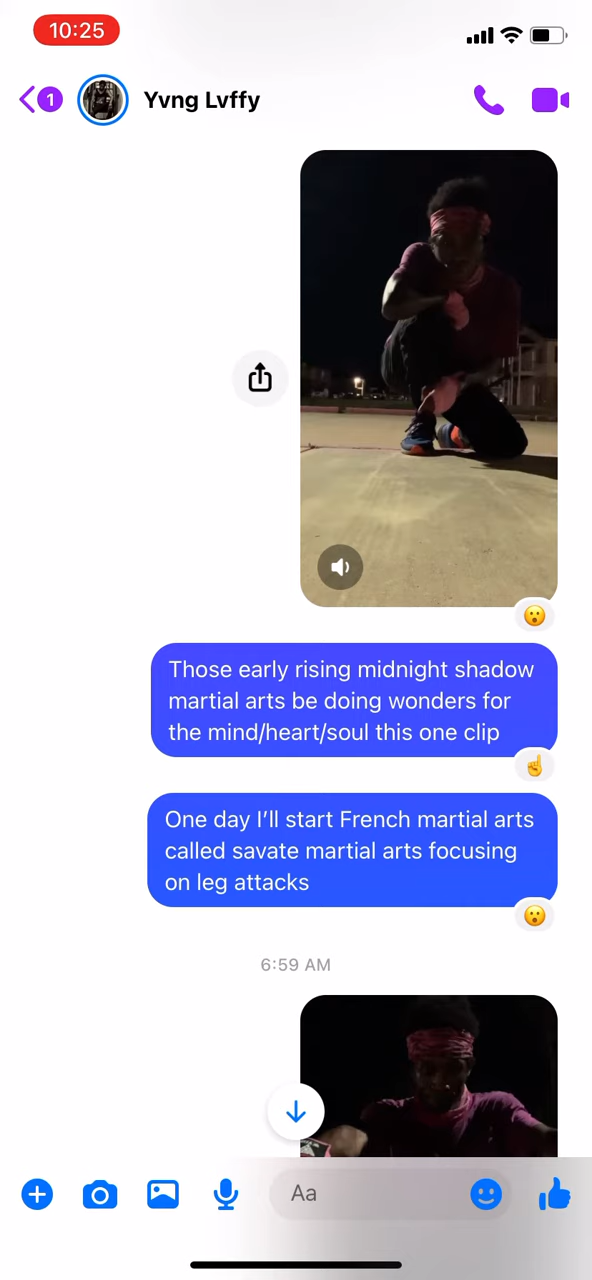 10:25
1
Yvng Lvffy
Those early rising midnight shadow
martial arts be doing wonders for
the mind/heart/soul this one clip
One day I’ll start French martial arts
called savate martial arts focusing
on leg attacks
6:59 AM
Aa